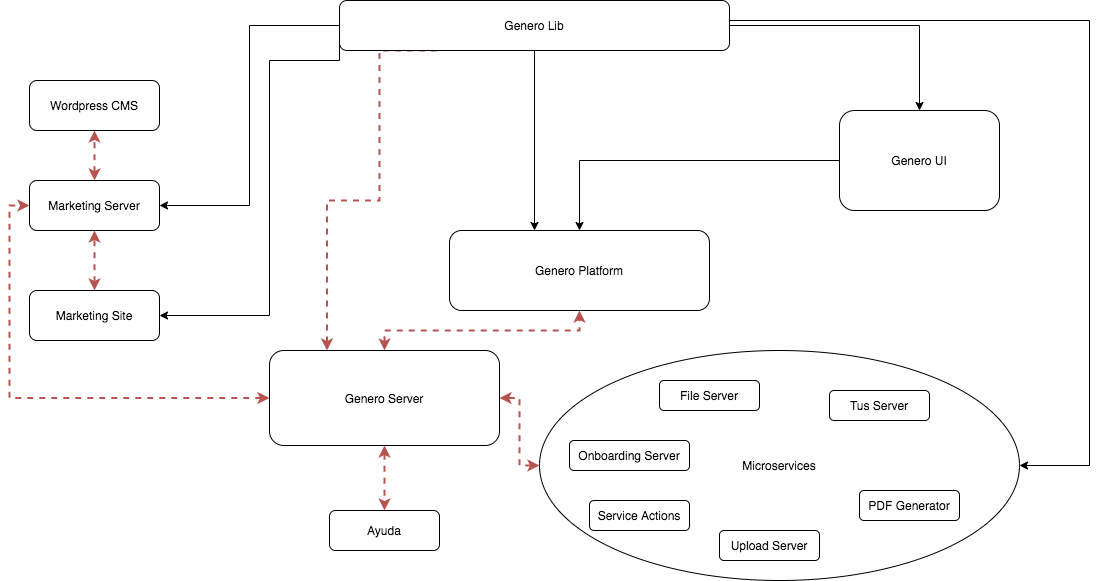 Genero Lib
Wordpress CMS
Genero UI
Marketing Server
Genero Platform
Marketing Site
Genero Server
File Server
Tus Server
Onboarding Server
Microservices
Service Actions
PDF Generator
Ayuda
Upload Server